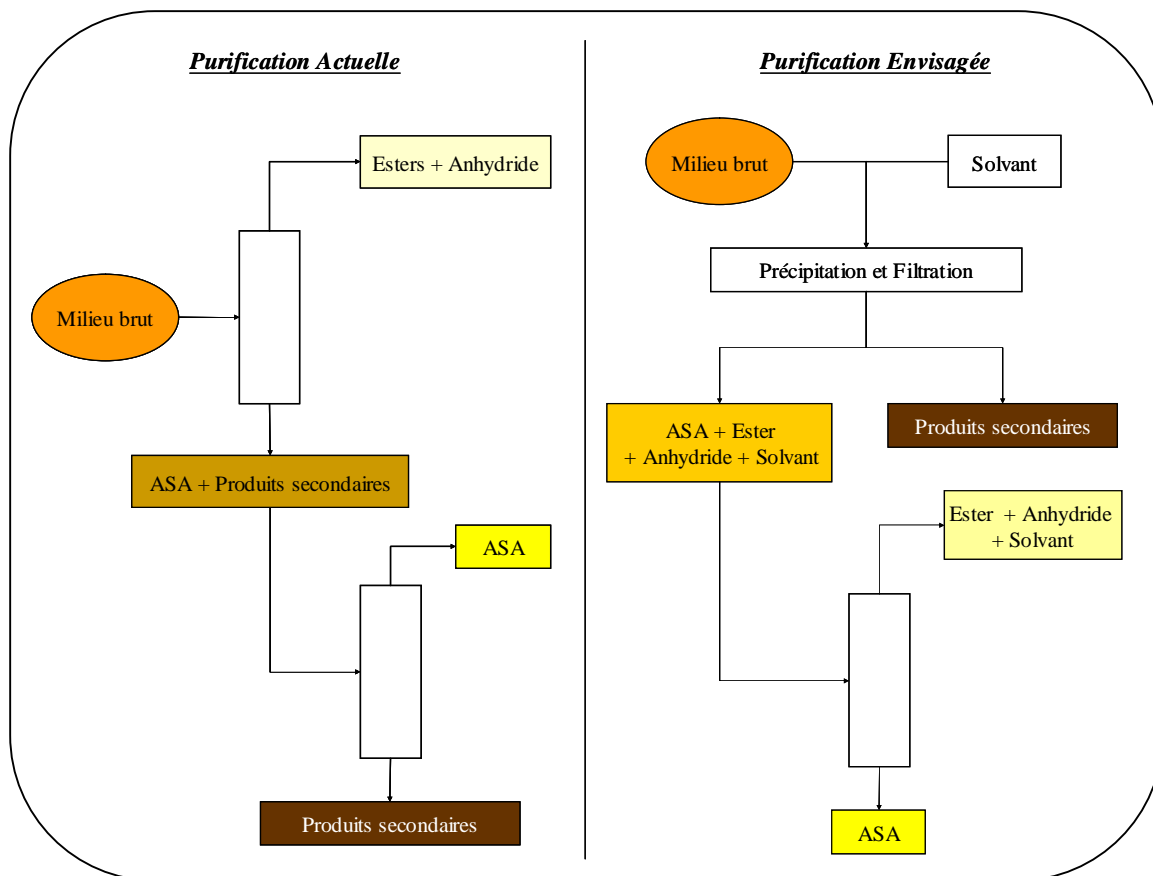 Purification Actuelle
Esters + Anhydride
Milieu brut
ASA + Produits secondaires
ASA
Produits secondaires
Purification Envisagée
Milieu brut
Solvant
Précipitation et Filtration
ASA + Ester
+ Anhydride + Solvant
Produits secondaires
Ester + Anhydride
+ Solvant
ASA